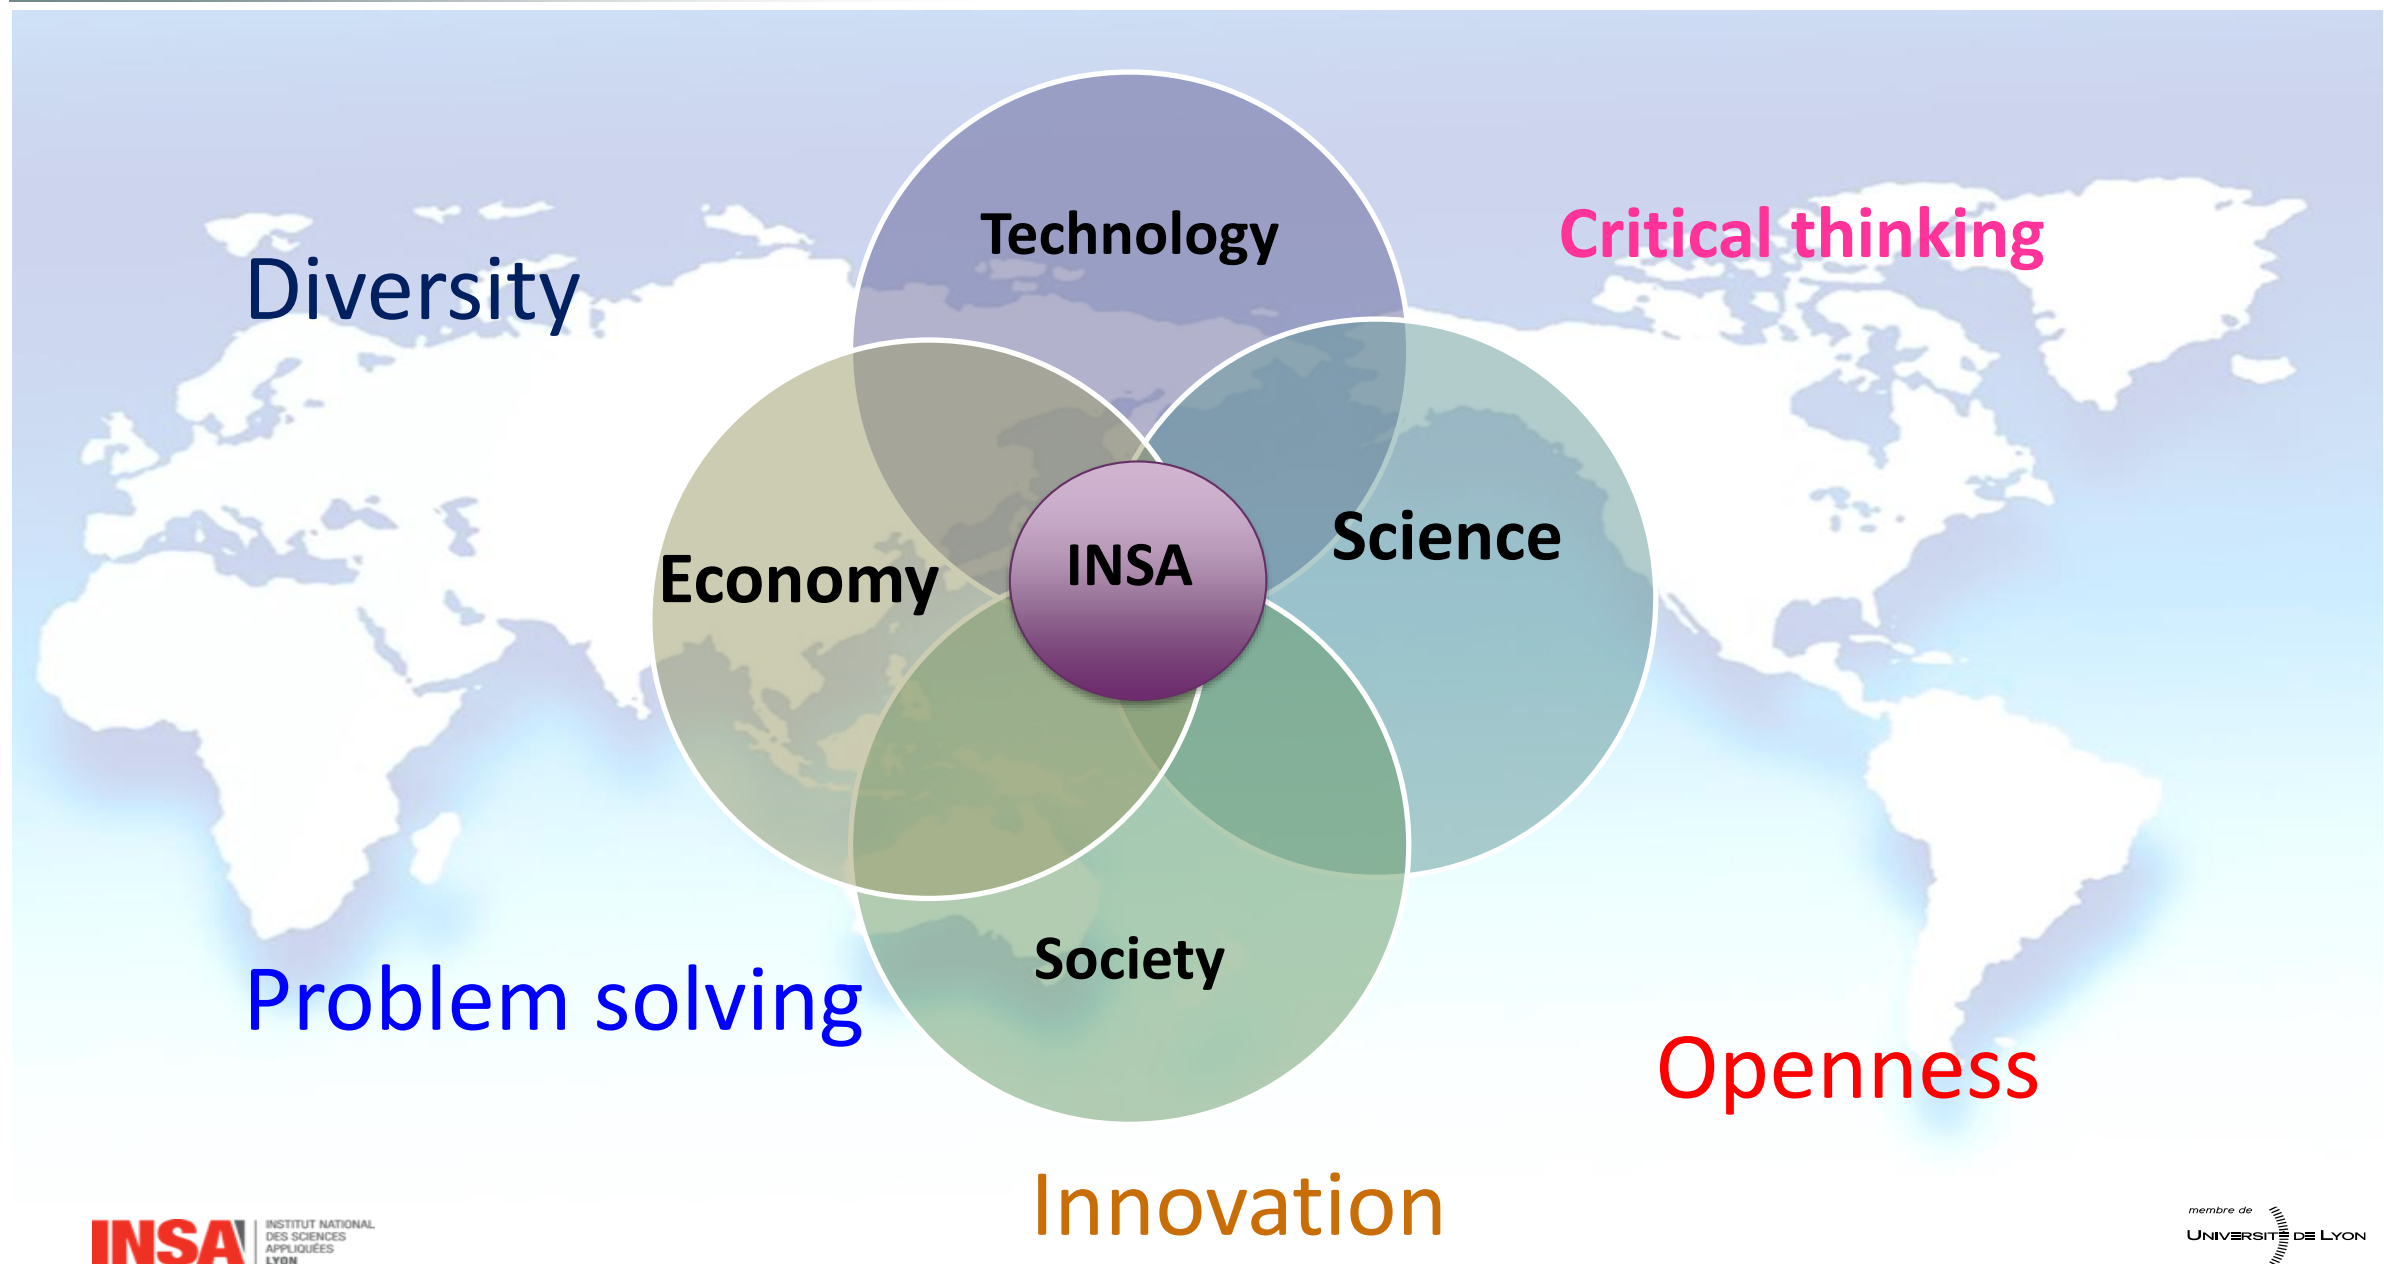 Technology
Critical thinking
Diversity
Science
INSA
Economy
Society
Problem solving
Openness
Innovation
INSA
INSTITUT NATIONAL
DES SCIENCES
APPLIQUÉES
LYON
membre de
UNIVERSITÉ DE LYON